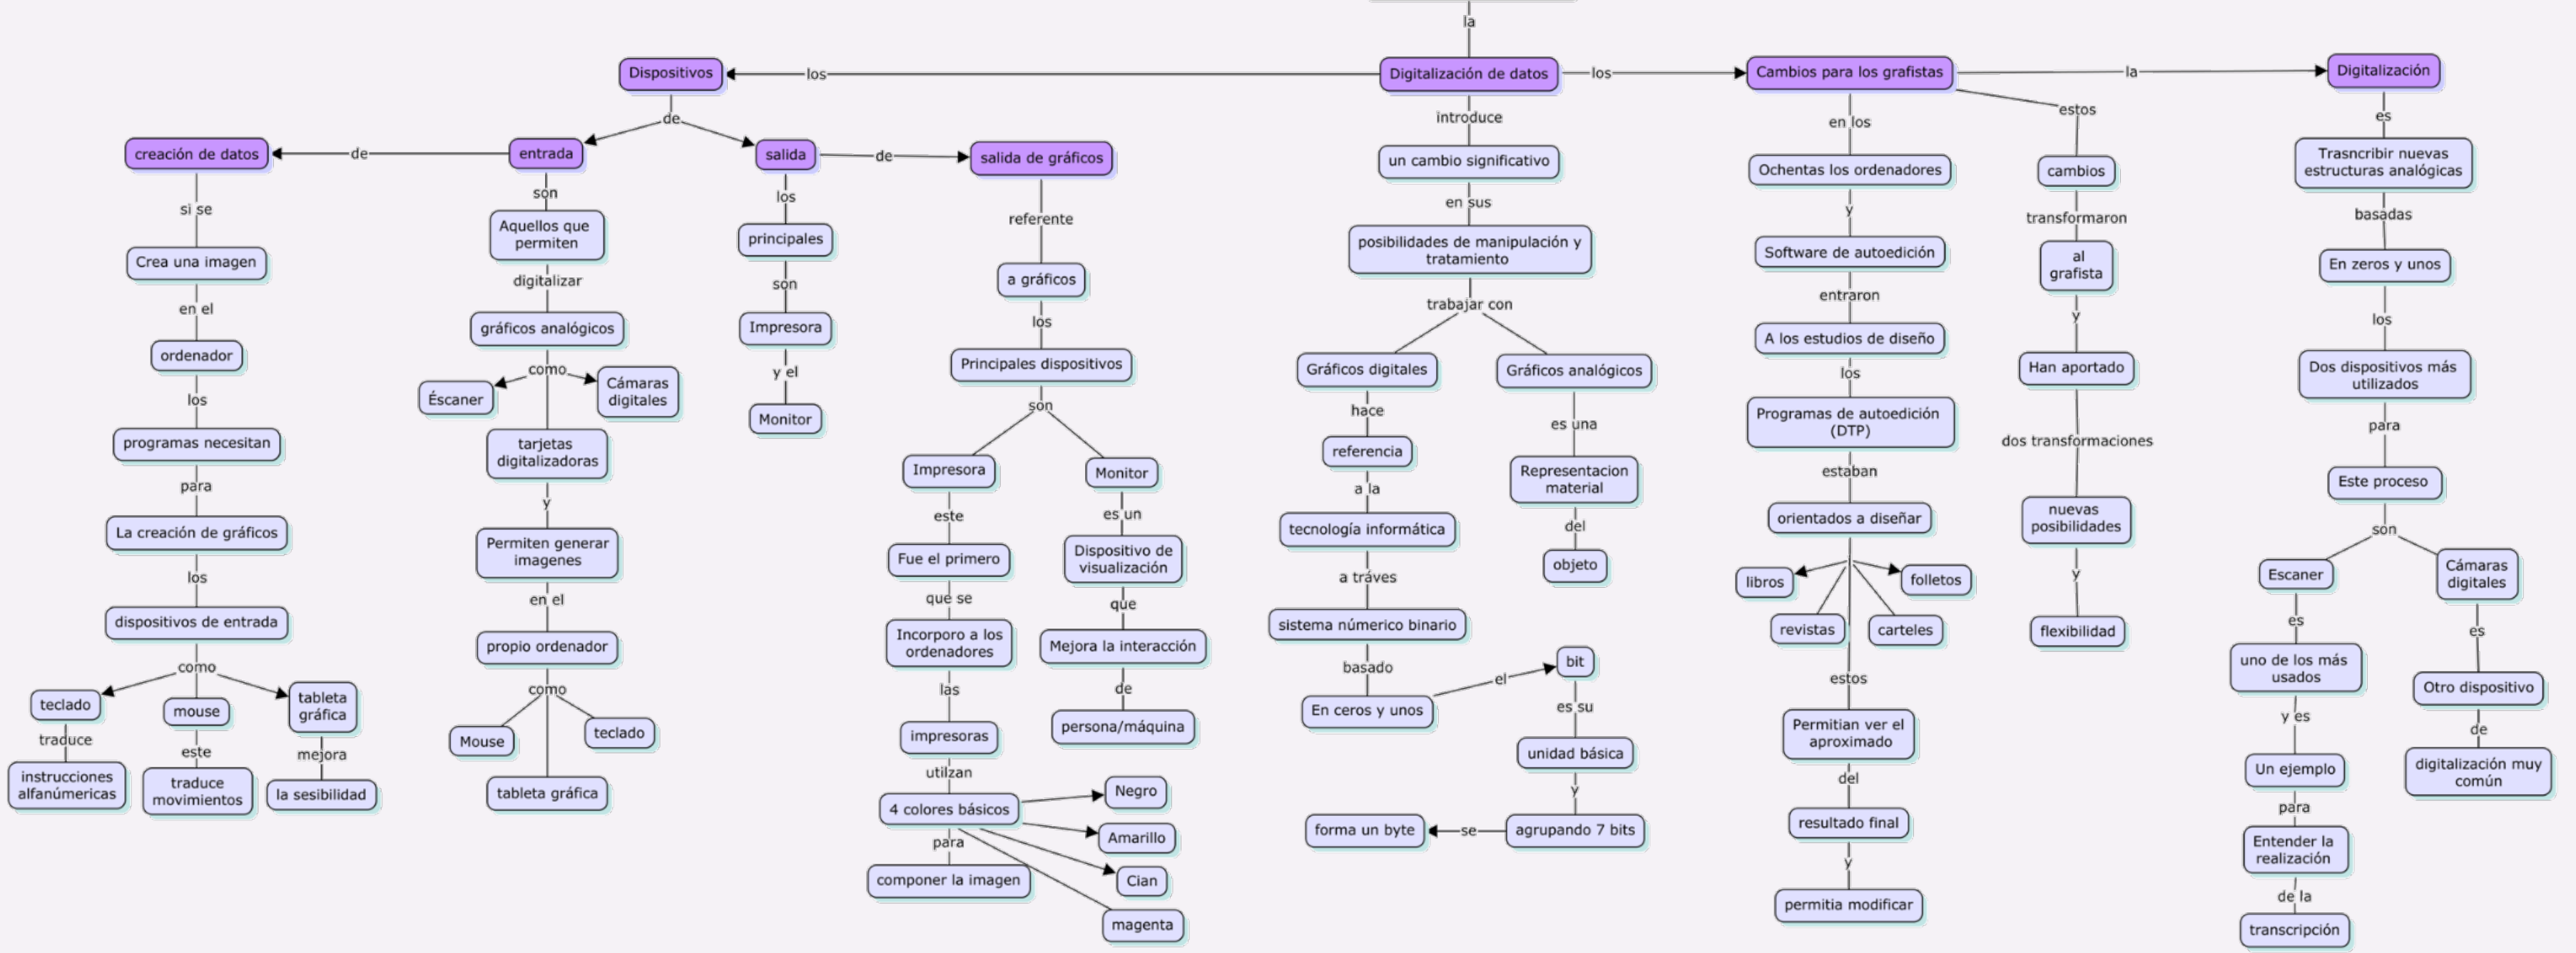 la
Dispositivos
los
Digitalización de datos
los
Cambios para los grafistas
la
Digitalización
de
creación de datos
de
entrada
salida
de
salida de gráficos
si se
Crea una imagen
en el
ordenador
los
programas necesitan
para
La creación de gráficos
los
dispositivos de entrada
como
teclado
mouse
tableta
gráfica
traduce
este
mejora
instrucciones
alfanúmericas
traduce
movimientos
la sesibilidad
son
Aquellos que
permiten
digitalizar
gráficos analógicos
como
Éscaner
Cámaras
digitales
tarjetas
digitalizadoras
y
Permiten generar
imagenes
en el
propio ordenador
como
Mouse
teclado
tableta gráfica
los
principales
son
Impresora
y el
Monitor
referente
a gráficos
los
Principales dispositivos
son
Impresora
este
Fue el primero
que se
Incorporo a los
ordenadores
las
impresoras
utilzan
4 colores básicos
para
componer la imagen
Negro
Amarillo
Cian
magenta
Monitor
es un
Dispositivo de
visualización
que
Mejora la interacción
de
persona/máquina
introduce
un cambio significativo
en sus
posibilidades de manipulación y
tratamiento
trabajar con
Gráficos digitales
hace
referencia
a la
tecnología informática
a tráves
sistema númerico binario
basado
En ceros y unos
el
bit
es su
unidad básica
y
agrupando 7 bits
se
forma un byte
Gráficos analógicos
es una
Representacion
material
del
objeto
en los
Ochentas los ordenadores
y
Software de autoedición
entraron
A los estudios de diseño
los
Programas de autoedición
(DTP)
estaban
orientados a diseñar
libros
folletos
revistas
carteles
estos
Permitian ver el
aproximado
del
resultado final
y
permitia modificar
estos
cambios
transformaron
al
grafista
y
Han aportado
dos transformaciones
nuevas
posibilidades
y
flexibilidad
es
Trasncribir nuevas
estructuras analógicas
basadas
En zeros y unos
los
Dos dispositivos más
utilizados
para
Este proceso
son
Escaner
es
uno de los más
usados
y es
Un ejemplo
para
Entender la
realización
de la
transcripción
Cámaras
digitales
es
Otro dispositivo
de
digitalización muy
común